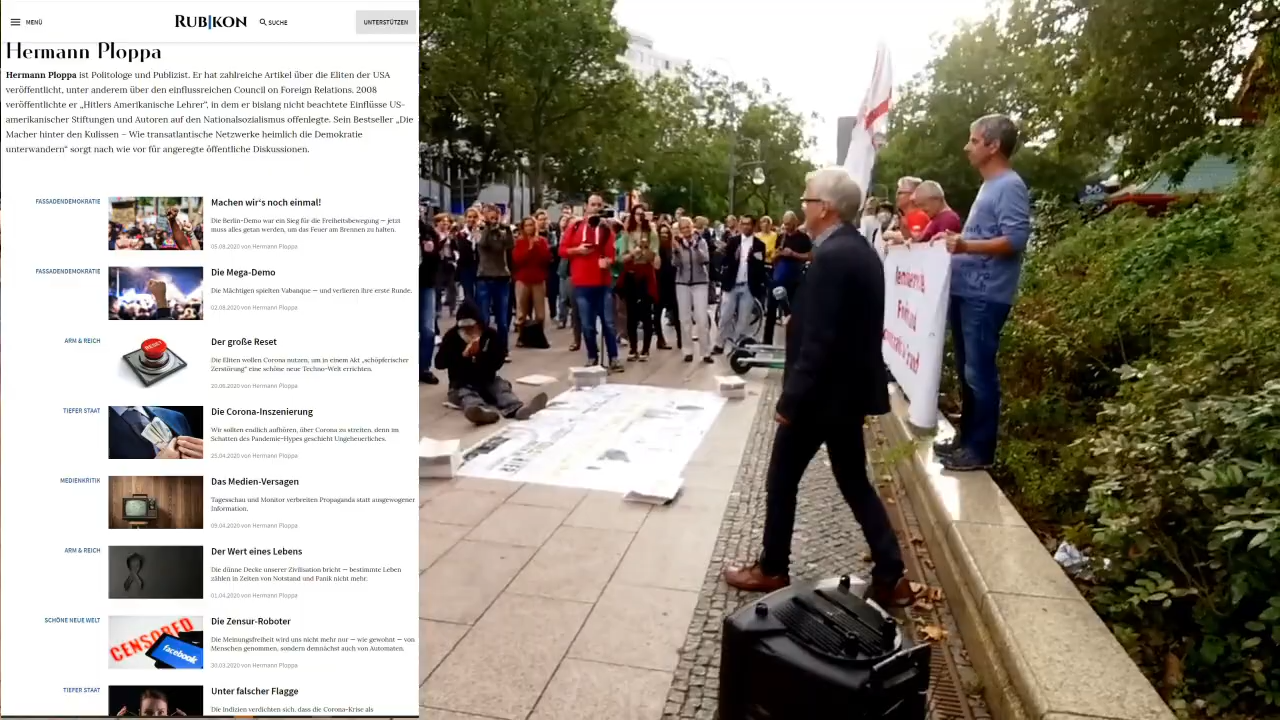 MENÜ
RUBIKON
SUCHE
UNTERSTÜTZEN
Hermann Ploppa
Hermann Ploppa ist Politologe und Publizist. Er hat zahlreiche Artikel über die Eliten der USA
veröffentlicht, unter anderem über den einflussreichen Council on Foreign Relations. 2008
veröffentlichte er „Hitlers Amerikanische Lehrer“, in dem er bislang nicht beachtete Einflüsse US-
amerikanischer Stiftungen und Autoren auf den Nationalsozialismus offenlegte. Sein Bestseller „Die
Macher hinter den Kulissen – Wie transatlantische Netzwerke heimlich die Demokratie
unterwandern“ sorgt nach wie vor für angeregte öffentliche Diskussionen.
FASSADENDEMOKRATIE
Machen wir‘s noch einmal!
Die Berlin-Demo war ein Sieg für die Freiheitsbewegung — jetzt
muss alles getan werden, um das Feuer am Brennen zu halten.
05.08.2020 von Hermann Ploppa
FASSADENDEMOKRATIE
Die Mega-Demo
Die Mächtigen spielten Vabanque — und verlieren ihre erste Runde.
02.08.2020 von Hermann Ploppa
ARM & REICH
RESET
Der große Reset
Die Eliten wollen Corona nutzen, um in einem Akt „schöpferischer
Zerstörung“ eine schöne neue Techno-Welt errichten.
20.06.2020 von Hermann Ploppa
TIEFER STAAT
Die Corona-Inszenierung
Wir sollten endlich aufhören, über Corona zu streiten, denn im
Schatten des Pandemie-Hypes geschieht Ungeheuerliches.
25.04.2020 von Hermann Ploppa
MEDIENKRITIK
Das Medien-Versagen
Tagesschau und Monitor verbreiten Propaganda statt ausgewogener
Information.
09.04.2020 von Hermann Ploppa
ARM & REICH
Der Wert eines Lebens
Die dünne Decke unserer Zivilisation bricht — bestimmte Leben
zählen in Zeiten von Notstand und Panik nicht mehr.
01.04.2020 von Hermann Ploppa
SCHÖNE NEUE WELT
CENSORED
facebook
Die Zensur-Roboter
Die Meinungsfreiheit wird uns nicht mehr nur — wie gewohnt — von
Menschen genommen, sondern demnächst auch von Automaten.
30.03.2020 von Hermann Ploppa
TIEFER STAAT
Unter falscher Flagge
Die Indizien verdichten sich, dass die Corona-Krise als